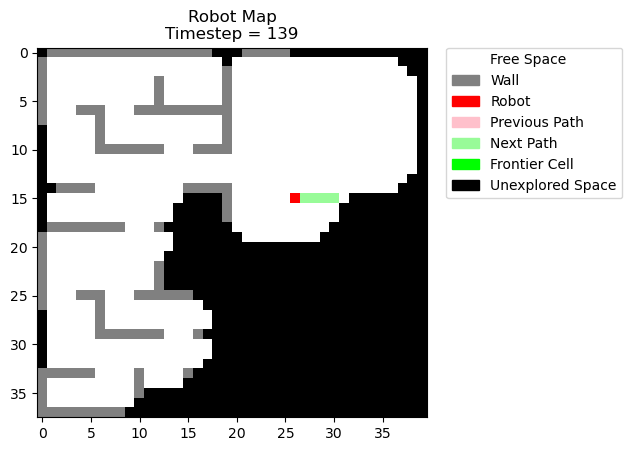 Robot Map
Timestep = 139
0
5
10
15
20
25
30
35
0
5
10
15
20
25
30
35
Free Space
Wall
Robot
Previous Path
Next Path
Frontier Cell
Unexplored Space